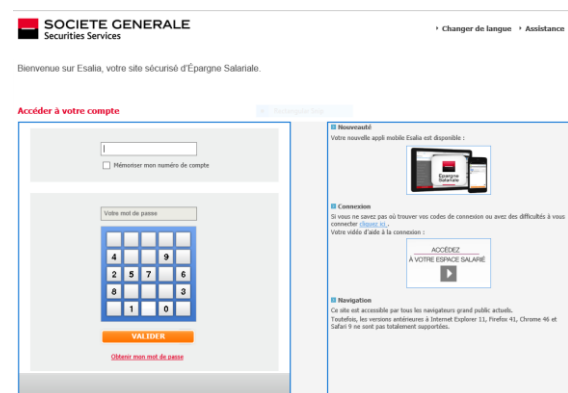 SOCIETE GENERALE
Securities Services
Changer de langue
Assistance
Bienvenue sur Esalia, votre site sécurisé d'Épargne Salariale.
Accéder à votre compte
Mémoriser mon numéro de compte
Votre mot de passe
4 9
2 5 7 6
8 3
1 0
VALIDER
Obtenir mon mot de passe
Nouveauté
Votre nouvelle appli mobile Esalia est disponible :
Épargne
Salariale
Connexion
Si vous ne savez pas où trouver vos codes de connexion ou avez des difficultés à vous
connecter cliquez ici .
Votre vidéo d'aide à la connexion :
ACCÉDEZ
À VOTRE ESPACE SALARIÉ
Navigation
Ce site est accessible par tous les navigateurs grand public actuels.
Toutefois, les versions antérieures à Internet Explorer 11, Firefox 41, Chrome 46 et
Safari 9 ne sont pas totalement supportées.